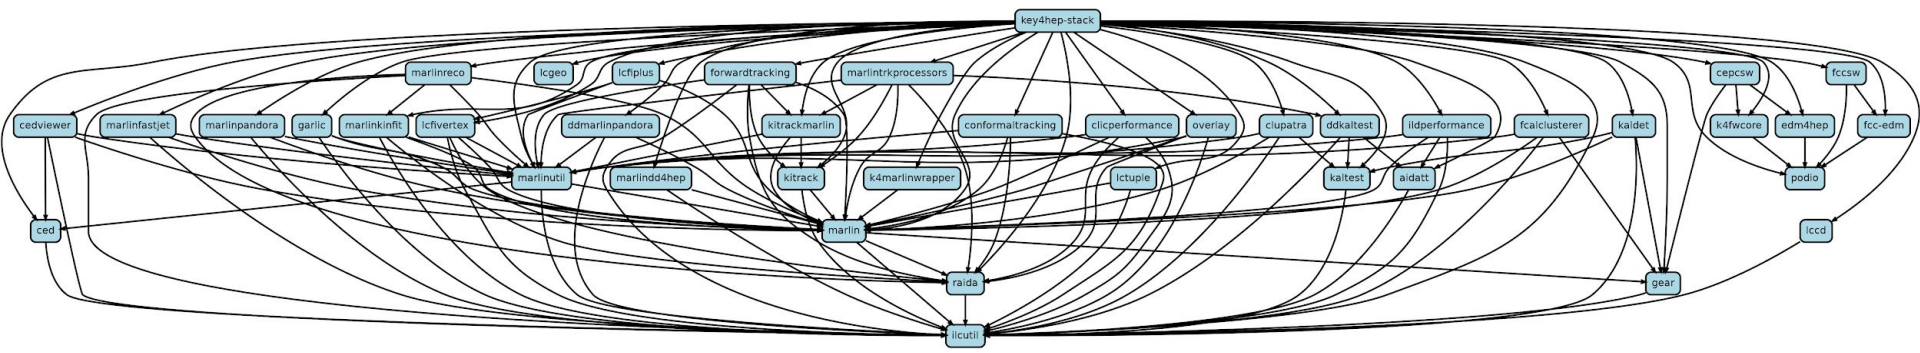 key4hep-stack
marlinreco
lcgeo
lcfiplus
forwardtracking
marlintrkprocessors
cepcsw
fccsw
cedviewer
marlinfastjet
marlinpandora
garlic
marlinkinfit
lcfivertex
ddmarlinpandora
kitrackmarlin
conformaltracking
clicperformance
overlay
clupatra
ddkaltest
ildperformance
fcalclusterer
kaldet
k4fwcore
edm4hep
fcc-edm
marlinutil
marlindd4hep
kitrack
k4marlinwrapper
lctuple
kaltest
aidatt
podio
ced
marlin
lccd
raida
gear
ilcutil